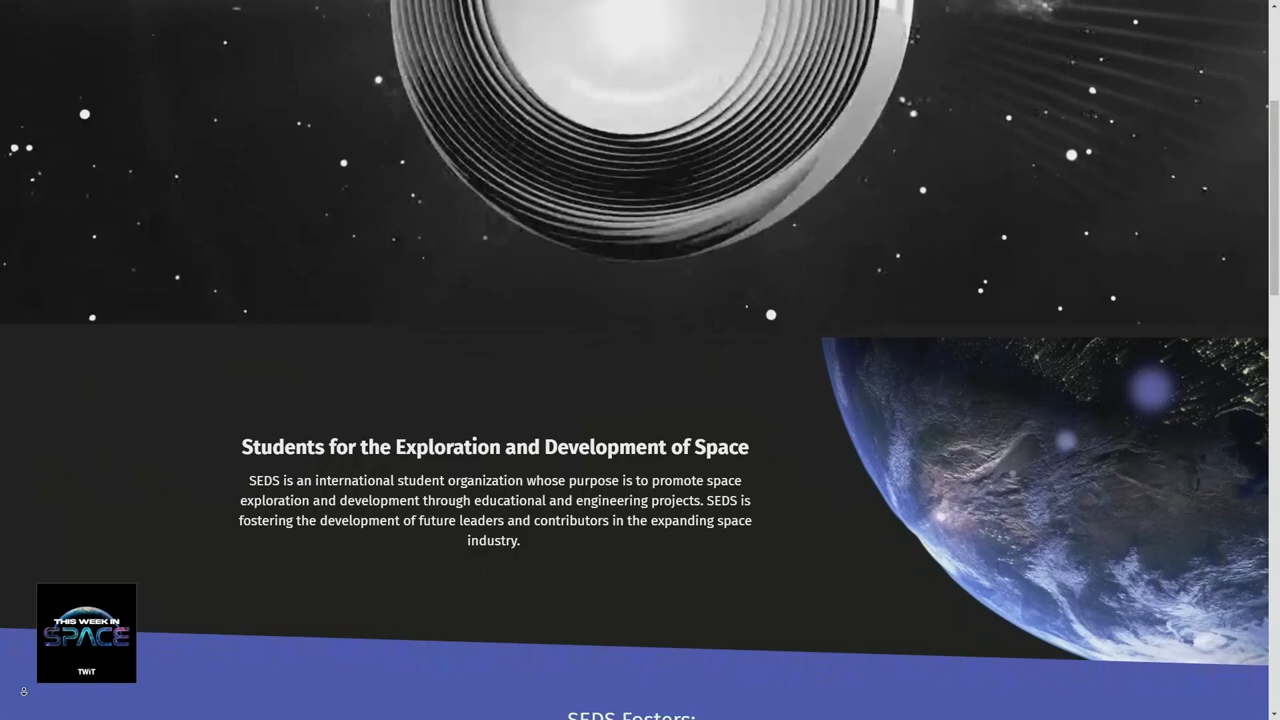 Students for the Exploration and Development of Space
SEDS is an international student organization whose purpose is to promote space
exploration and development through educational and engineering projects. SEDS is
fostering the development of future leaders and contributors in the expanding space
industry.
THIS WEEK IN
SPACE
TWiT
SEDS Fosters: